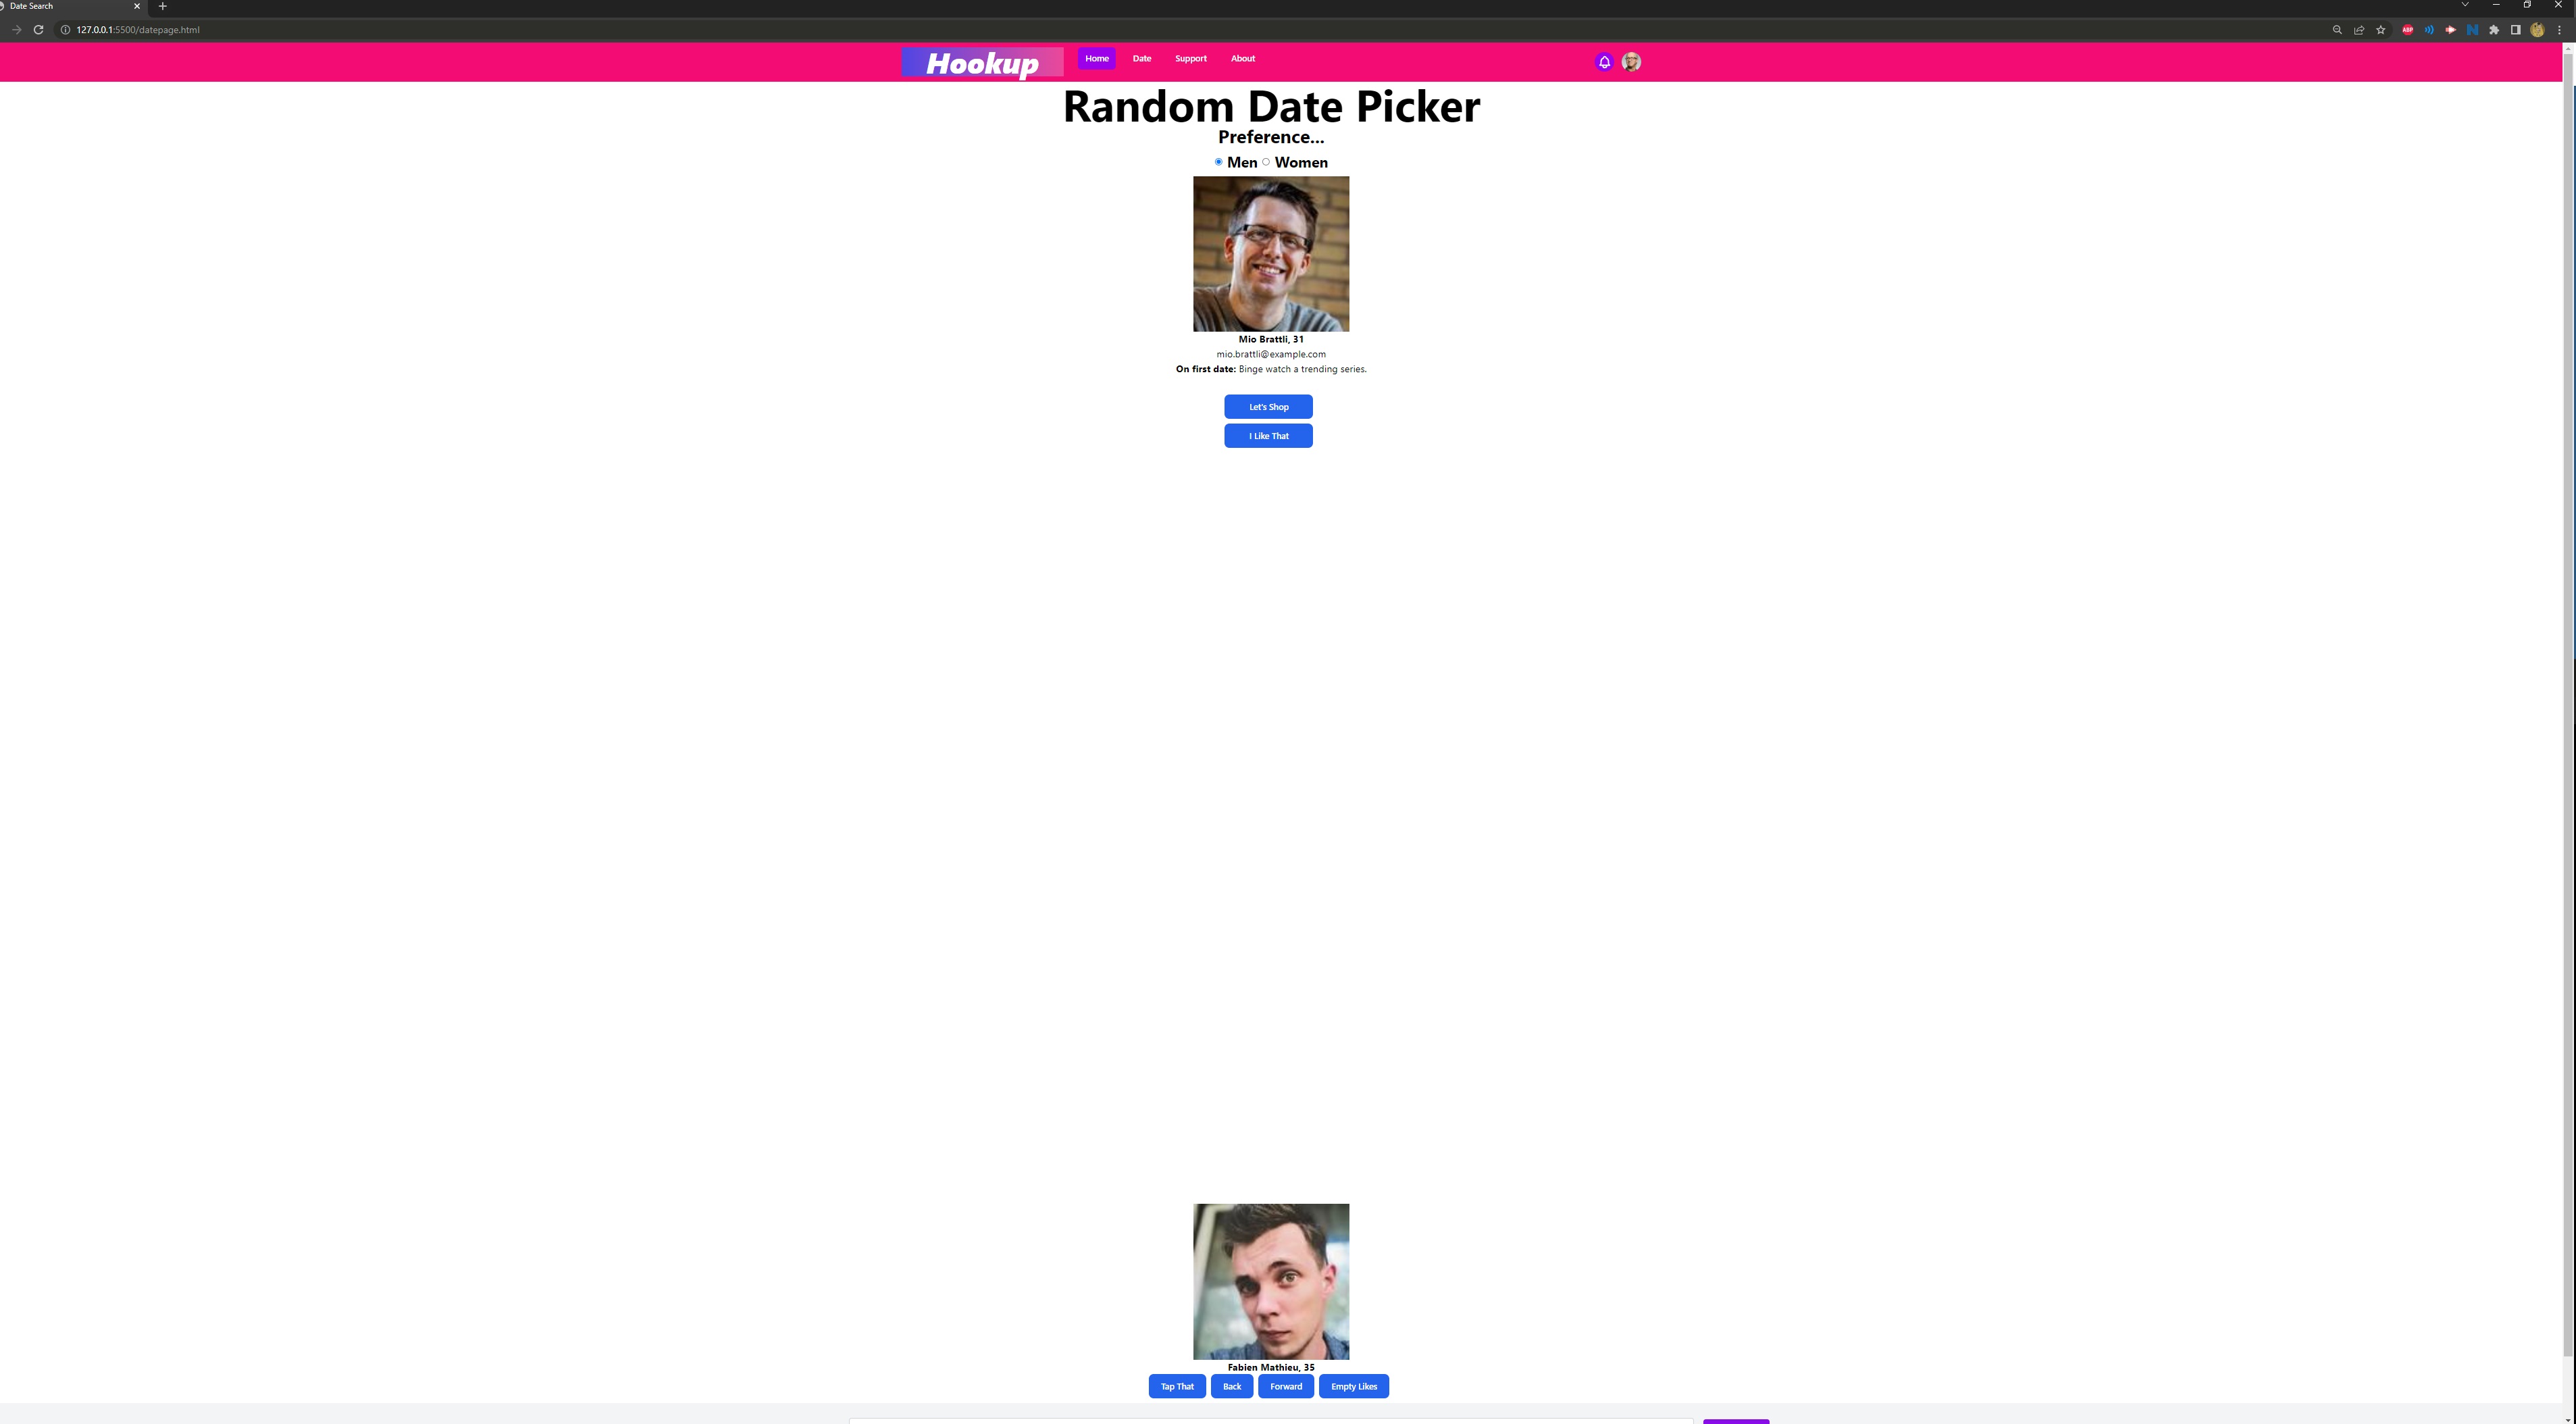 Date Search
127.0.0.1:5500/datepage.html
ABP
N
Hookup Home Date Support About
Random Date Picker
Preference...
Men Women
Mio Brattli, 31
mio.brattli@example.com
On first date: Binge watch a trending series.
Let's Shop
I Like That
Fabien Mathieu, 35
Tap That Back Forward Empty Likes